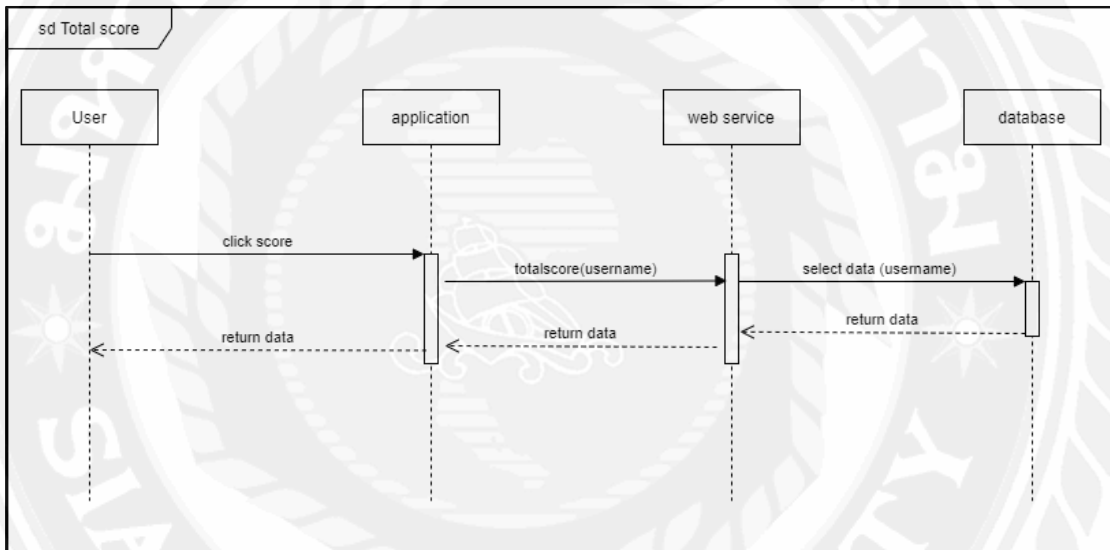 sd Total score
User
application
web service
database
click score
totalscore(username)
select data (username)
return data
return data
return data